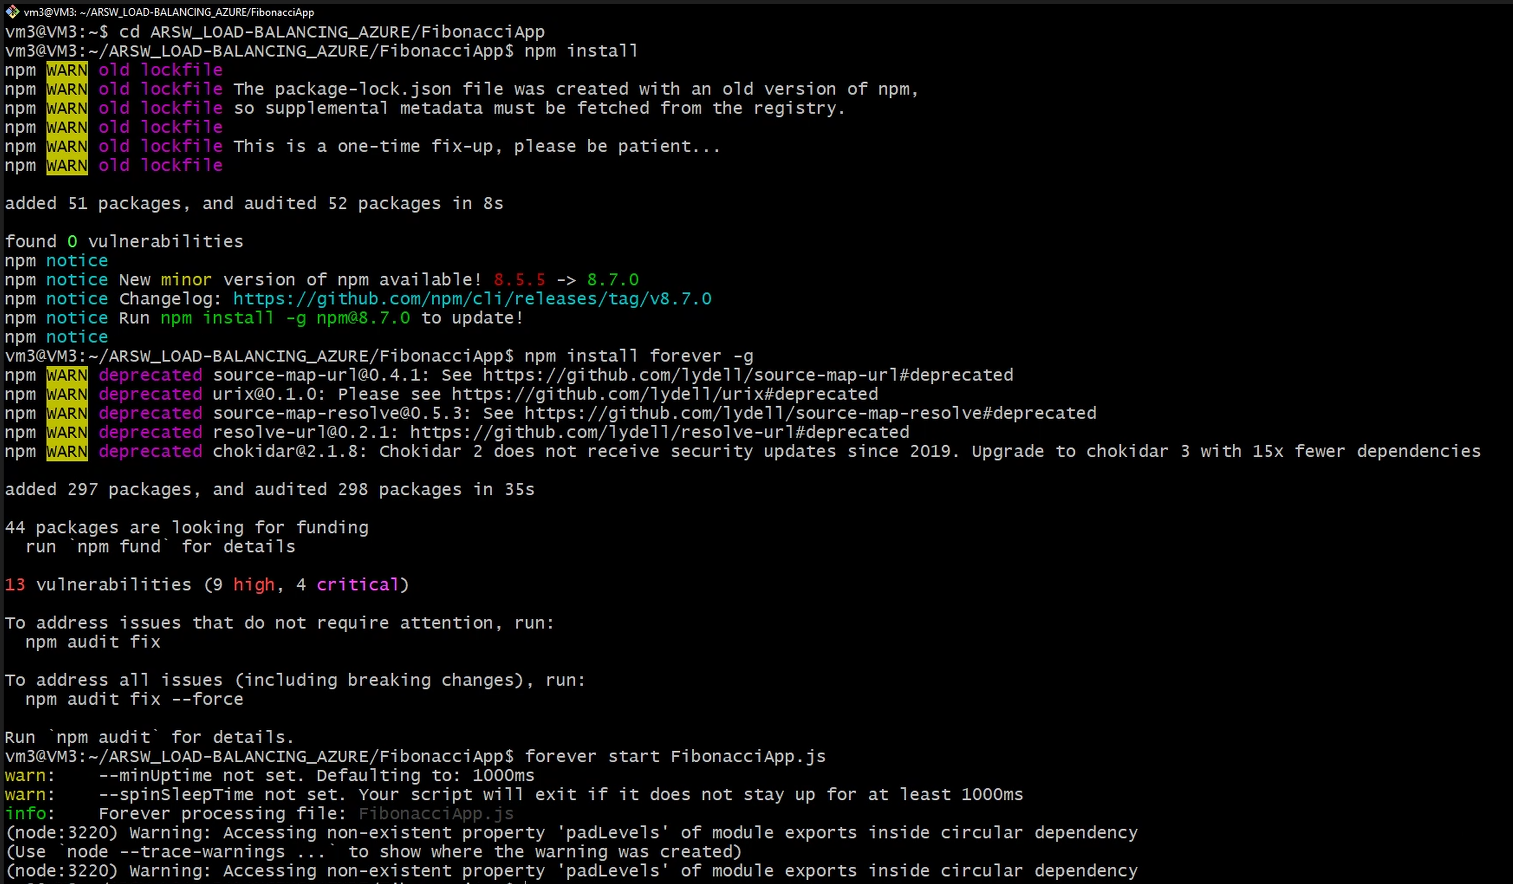 vm3@VM3: ~/ARSW_LOAD-BALANCING_AZURE/FibonacciApp
vm3@VM3:~$ cd ARSW_LOAD-BALANCING_AZURE/FibonacciApp
vm3@VM3:~/ARSW_LOAD-BALANCING_AZURE/FibonacciApp$ npm install
npm WARN old lockfile
npm WARN old lockfile The package-lock.json file was created with an old version of npm,
npm WARN old lockfile so supplemental metadata must be fetched from the registry.
npm WARN old lockfile
npm WARN old lockfile This is a one-time fix-up, please be patient...
npm WARN old lockfile
added 51 packages, and audited 52 packages in 8s
found 0 vulnerabilities
npm notice
npm notice New minor version of npm available! 8.5.5 -> 8.7.0
npm notice Changelog: https://github.com/npm/cli/releases/tag/v8.7.0
npm notice Run npm install -g npm@8.7.0 to update!
npm notice
vm3@VM3:~/ARSW_LOAD-BALANCING_AZURE/FibonacciApp$ npm install forever -g
npm WARN deprecated source-map-url@0.4.1: See https://github.com/lydell/source-map-url#deprecated
npm WARN deprecated urix@0.1.0: Please see https://github.com/lydell/urix#deprecated
npm WARN deprecated source-map-resolve@0.5.3: See https://github.com/lydell/source-map-resolve#deprecated
npm WARN deprecated resolve-url@0.2.1: https://github.com/lydell/resolve-url#deprecated
npm WARN deprecated chokidar@2.1.8: Chokidar 2 does not receive security updates since 2019. Upgrade to chokidar 3 with 15x fewer dependencies
added 297 packages, and audited 298 packages in 35s
44 packages are looking for funding
run `npm fund` for details
13 vulnerabilities (9 high, 4 critical)
To address issues that do not require attention, run:
npm audit fix
To address all issues (including breaking changes), run:
npm audit fix --force
Run `npm audit` for details.
vm3@VM3:~/ARSW_LOAD-BALANCING_AZURE/FibonacciApp$ forever start FibonacciApp.js
warn: --minUptime not set. Defaulting to: 1000ms
warn: --spinSleepTime not set. Your script will exit if it does not stay up for at least 1000ms
info: Forever processing file: FibonacciApp.js
(node:3220) Warning: Accessing non-existent property 'padLevels' of module exports inside circular dependency
(Use `node --trace-warnings ...` to show where the warning was created)
(node:3220) Warning: Accessing non-existent property 'padLevels' of module exports inside circular dependency